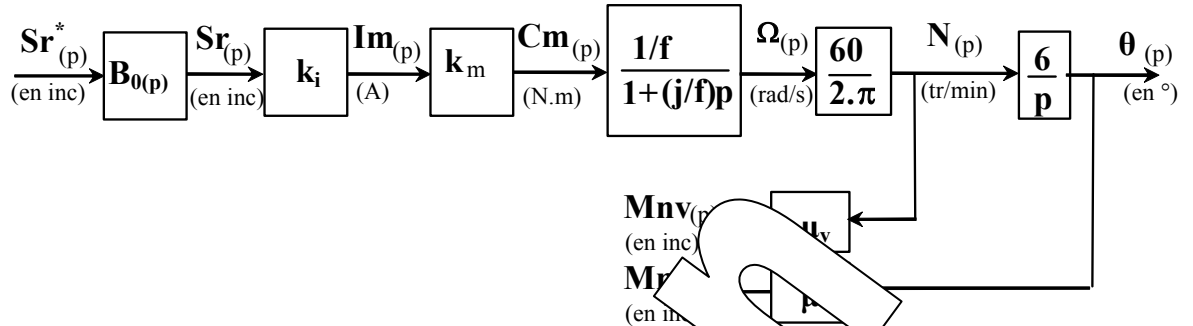 Sr*(p) Sr(p) Im(p) Cm(p) 1/f Ω(p) 60 N(p) 6 θ(p)
B0(p) ki km 1+(j/f)p 2.π p
(en inc) (en inc) (A) (N.m) (rad/s) (tr/min) (en °)
Mnv(p) μv
(en inc)